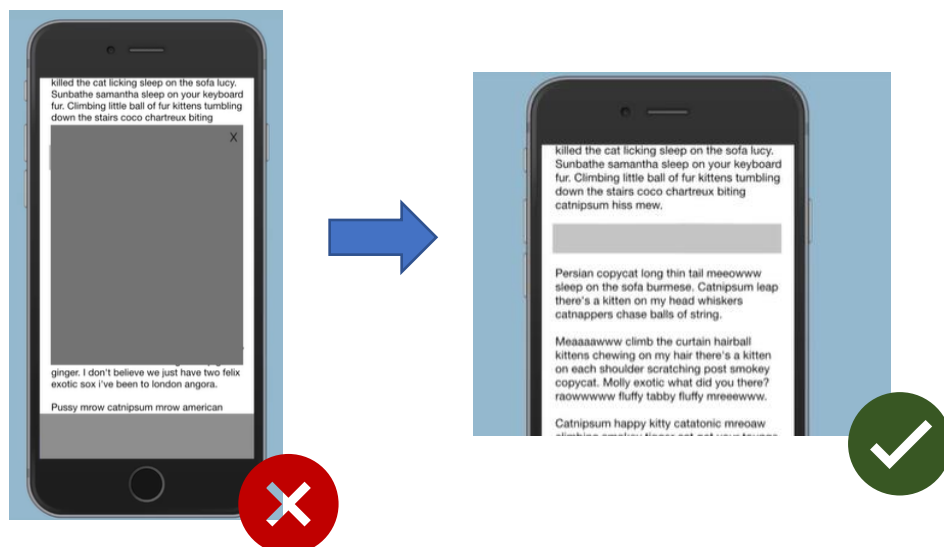 killed the cat licking sleep on the sofa lucy.
Sunbathe samantha sleep on your keyboard
fur. Climbing little ball of fur kittens tumbling
down the stairs coco chartreux biting
X
ginger. I don't believe we just have two felix
exotic sox i've been to london angora.
Pussy mrow catnipsum mrow american
killed the cat licking sleep on the sofa lucy.
Sunbathe samantha sleep on your keyboard
fur. Climbing little ball of fur kittens tumbling
down the stairs coco chartreux biting
catnipsum hiss mew.
Persian copycat long thin tail meeowww
sleep on the sofa burmese. Catnipsum leap
there's a kitten on my head whiskers
catnappers chase balls of string.
Meaaaawww climb the curtain hairball
kittens chewing on my hair there's a kitten
on each shoulder scratching post smokey
copycat. Molly exotic what did you there?
raowwwww fluffy tabby fluffy mreeewww.
Catnipsum happy kitty catatonic mreoaw